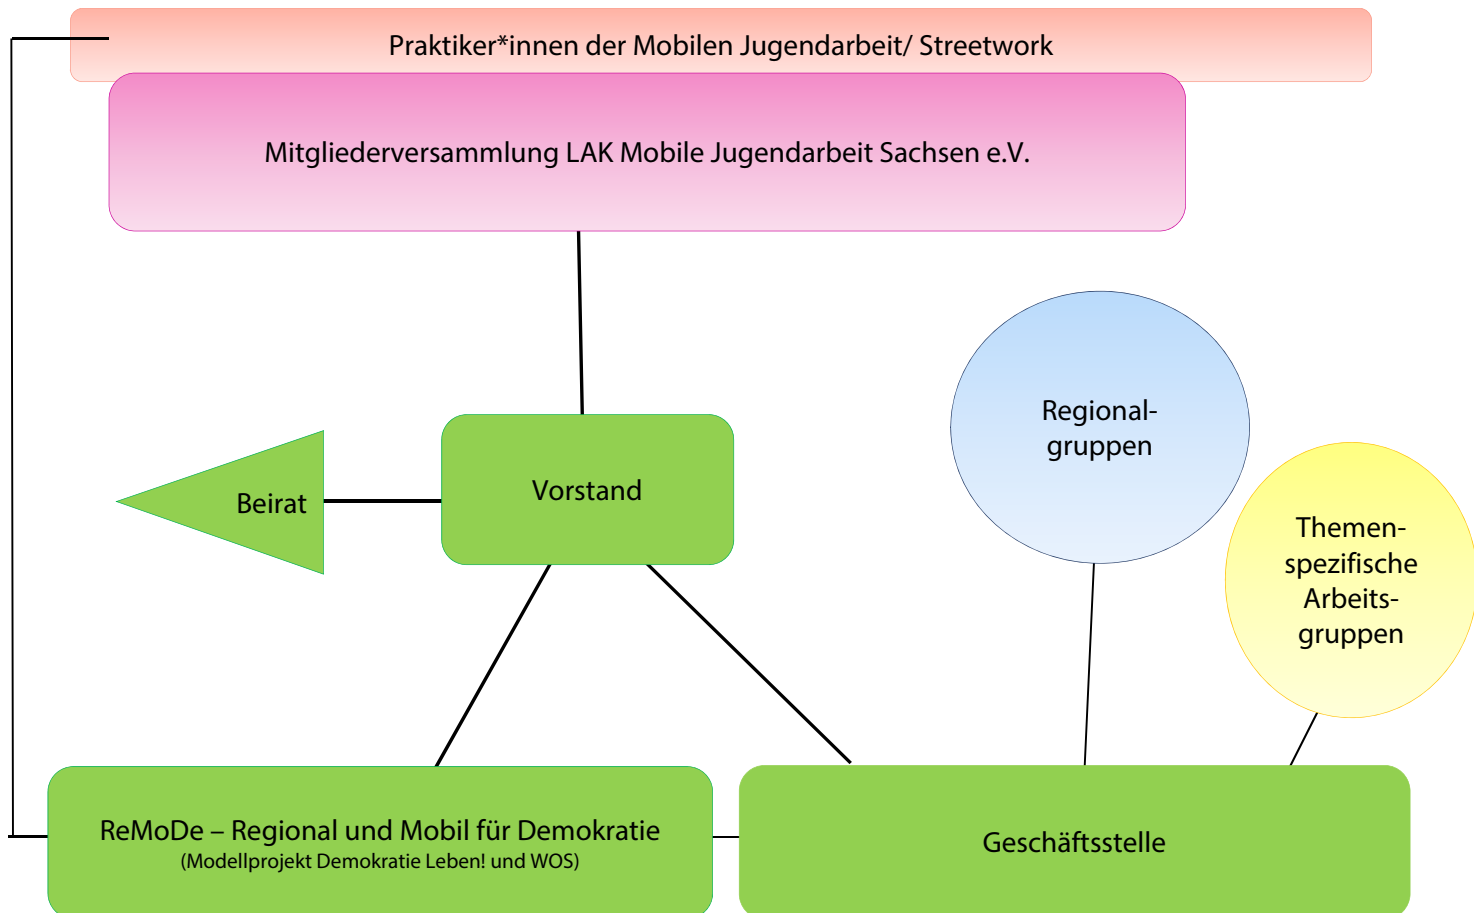 Praktiker*innen der Mobilen Jugendarbeit/ Streetwork
Mitgliederversammlung LAK Mobile Jugendarbeit Sachsen e.V.
Regional-
gruppen
Beirat
Vorstand
Themen-
spezifische
Arbeits-
gruppen
ReMoDe – Regional und Mobil für Demokratie
(Modellprojekt Demokratie Leben! und WOS)
Geschäftsstelle